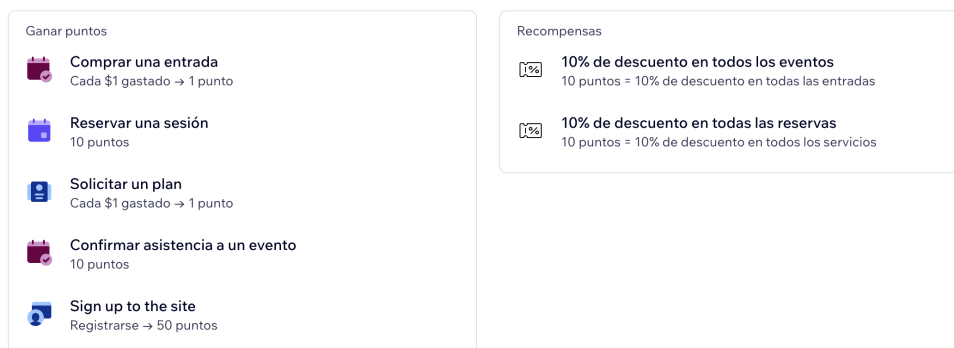 Ganar puntos
Comprar una entrada
Cada $1 gastado → 1 punto
Reservar una sesión
10 puntos
Solicitar un plan
Cada $1 gastado → 1 punto
Confirmar asistencia a un evento
10 puntos
Sign up to the site
Registrarse → 50 puntos
Recompensas
10% de descuento en todos los eventos
10 puntos = 10% de descuento en todas las entradas
10% de descuento en todas las reservas
10 puntos = 10% de descuento en todos los servicios